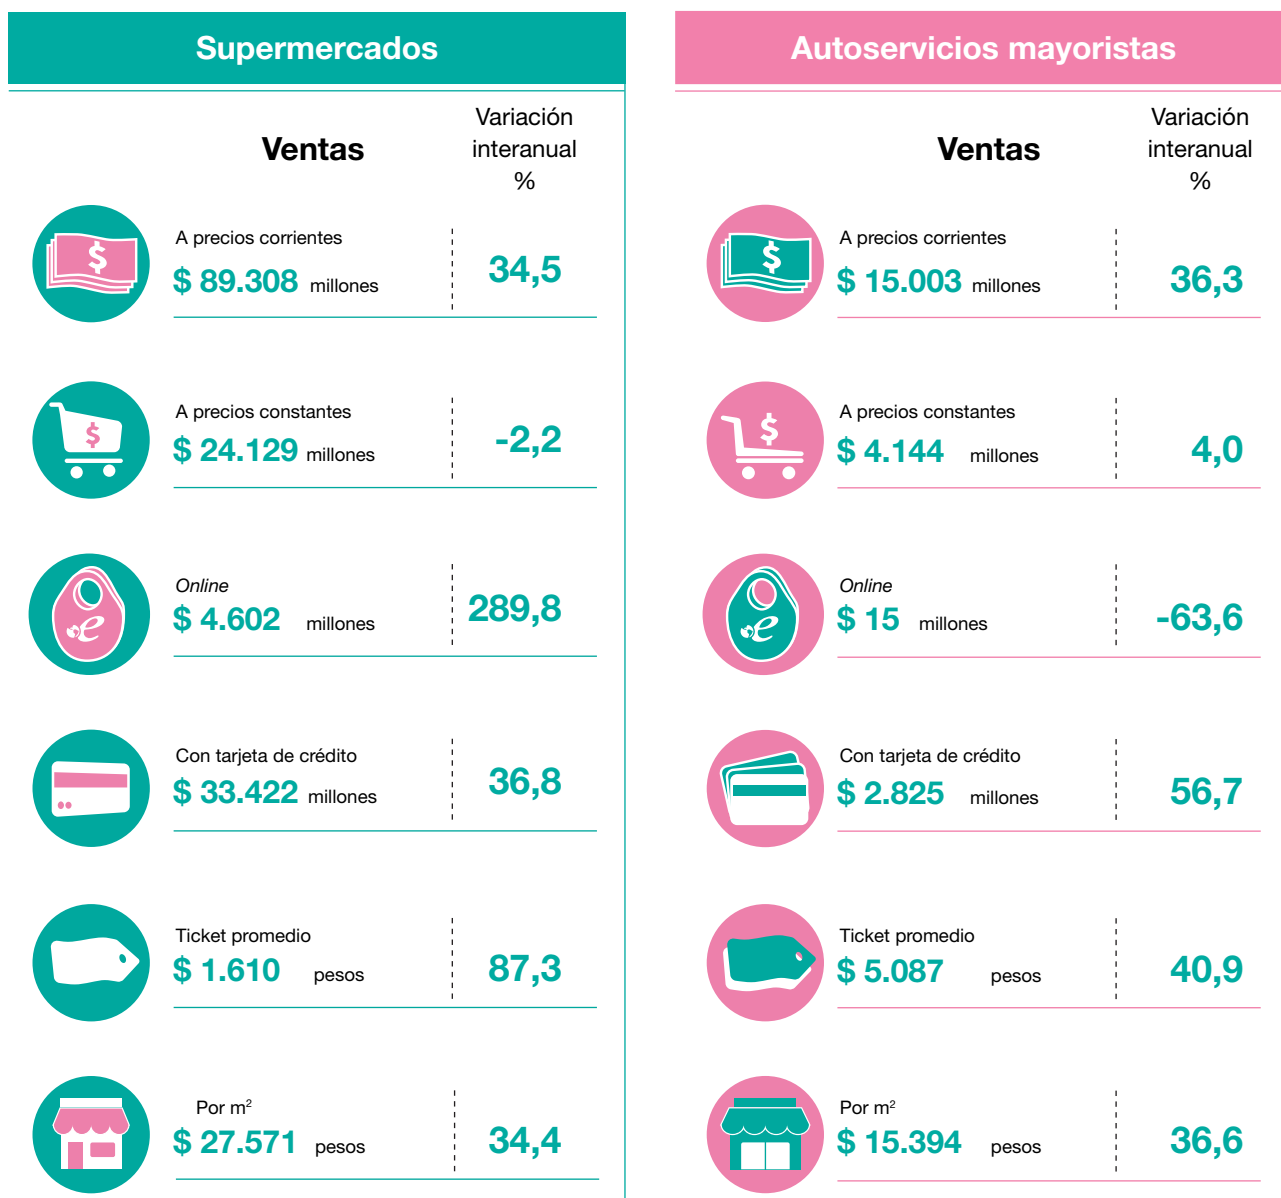 Supermercados
Ventas
Variación
interanual
%
A precios corrientes
$ 89.308 millones
34,5
A precios constantes
$ 24.129 millones
-2,2
Online
$ 4.602 millones
289,8
Con tarjeta de crédito
$ 33.422 millones
36,8
Ticket promedio
$ 1.610 pesos
87,3
Por m²
$ 27.571 pesos
34,4
Autoservicios mayoristas
Ventas
Variación
interanual
%
A precios corrientes
$ 15.003 millones
36,3
A precios constantes
$ 4.144 millones
4,0
Online
$ 15 millones
-63,6
Con tarjeta de crédito
$ 2.825 millones
56,7
Ticket promedio
$ 5.087 pesos
40,9
Por m²
$ 15.394 pesos
36,6